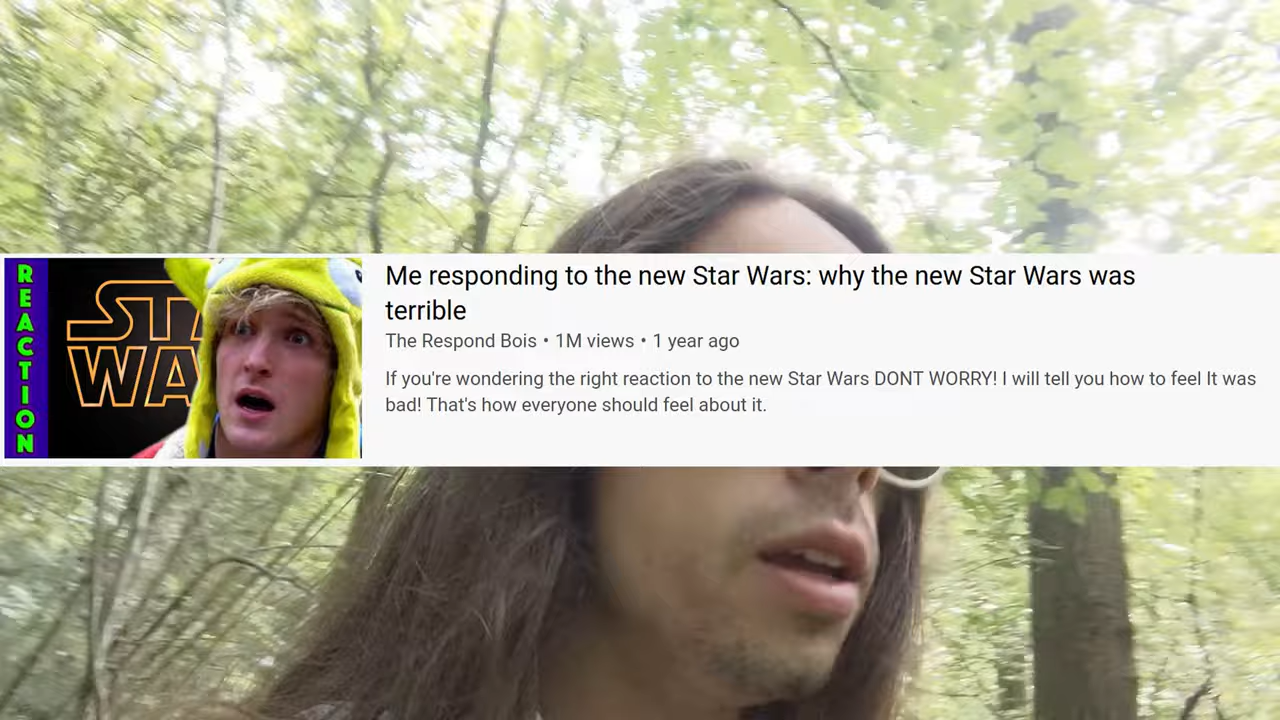 REACTION
STA
WA
Me responding to the new Star Wars: why the new Star Wars was
terrible
The Respond Bois • 1M views • 1 year ago
If you're wondering the right reaction to the new Star Wars DONT WORRY! I will tell you how to feel It was
bad! That's how everyone should feel about it.